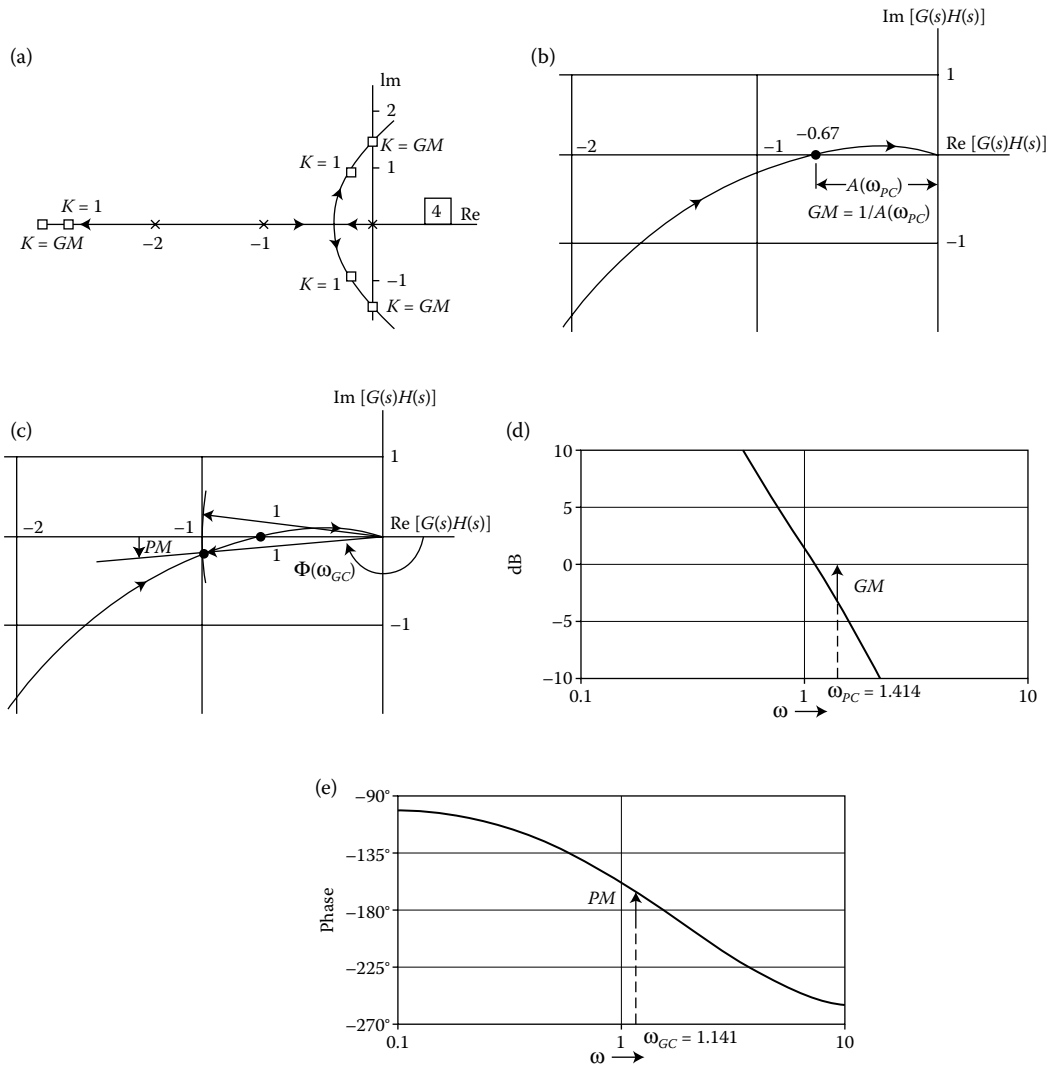 (a)
Im
2
K = GM
K = 1
1
K = 1
4
Re
K = GM
−2
−1
K = 1
−1
K = GM
(b)
Im [G(s)H(s)]
1
−0.67
−2
−1
Re [G(s)H(s)]
A(ωPC)
GM = 1/A(ωPC)
−1
(c)
Im [G(s)H(s)]
1
−2
−1
1
Re [G(s)H(s)]
PM
1
Φ(ωGC)
−1
(d)
10
5
0
−5
−10
dB
GM
0.1
1
ωPC = 1.414
10
ω
(e)
−90°
−135°
−180°
−225°
−270°
Phase
PM
0.1
1
ωGC = 1.141
10
ω